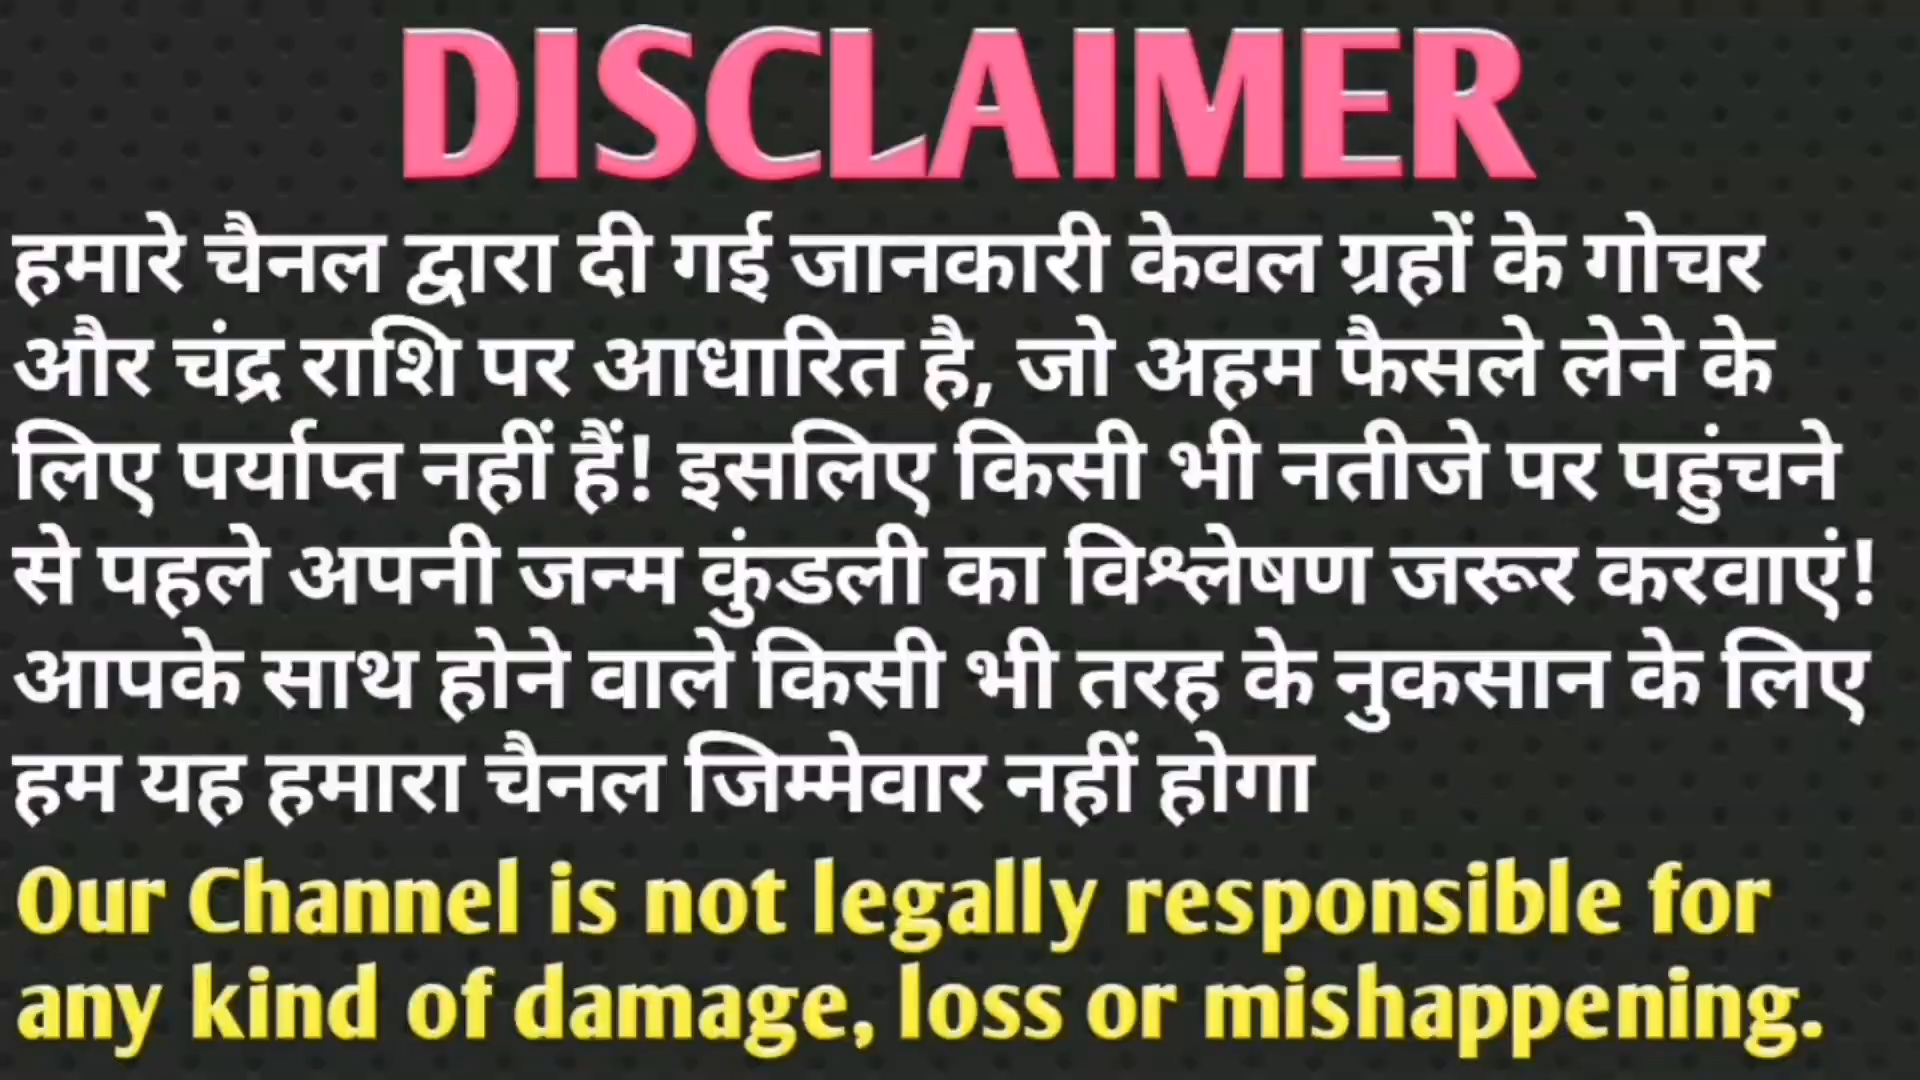 DISCLAIMER
हमारे चैनल द्वारा दी गई जानकारी केवल ग्रहों के गोचर
और चंद्र राशि पर आधारित है, जो अहम फैसले लेने के
लिए पर्याप्त नहीं हैं! इसलिए किसी भी नतीजे पर पहुंचने
से पहले अपनी जन्म कुंडली का विश्लेषण जरूर करवाएं!
आपके साथ होने वाले किसी भी तरह के नुकसान के लिए
हम यह हमारा चैनल जिम्मेवार नहीं होगा
Our Channel is not legally responsible for
any kind of damage, loss or mishappening.